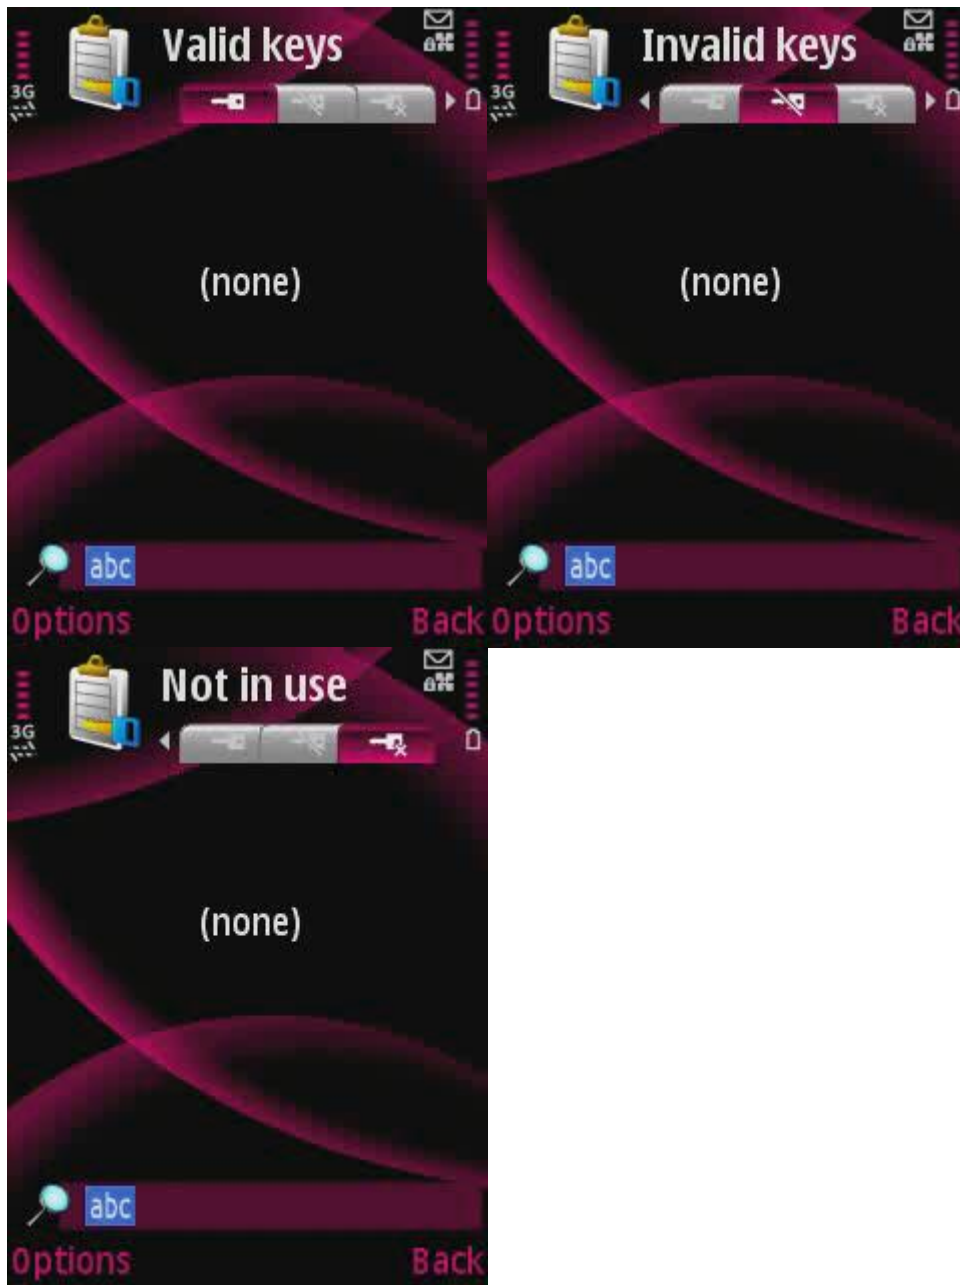 Valid keys
3G
(none)
abc
Options Back
Invalid keys
3G
(none)
abc
Options Back
Not in use
3G
(none)
abc
Options Back